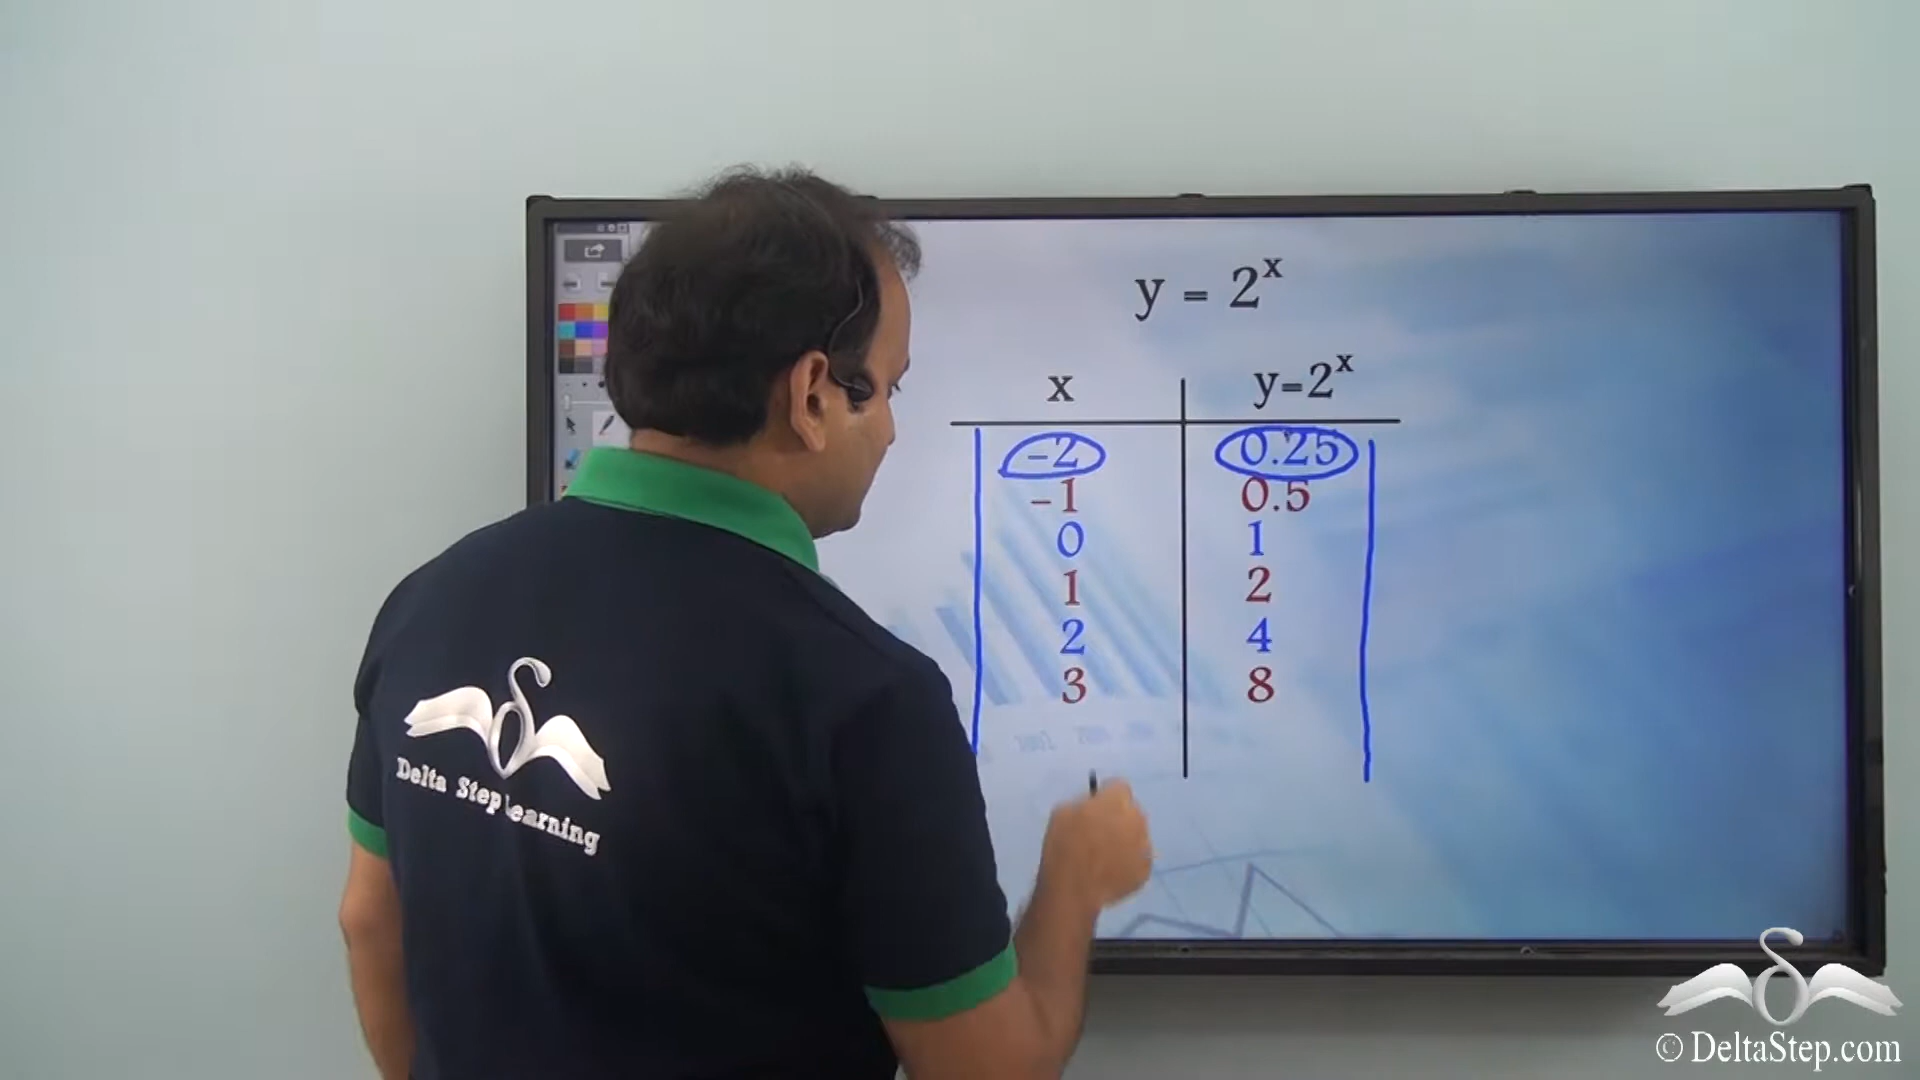 y = 2^x
x y=2^x
-2 0.25
-1 0.5
0 1
1 2
2 4
3 8
Delta Step Learning
© DeltaStep.com